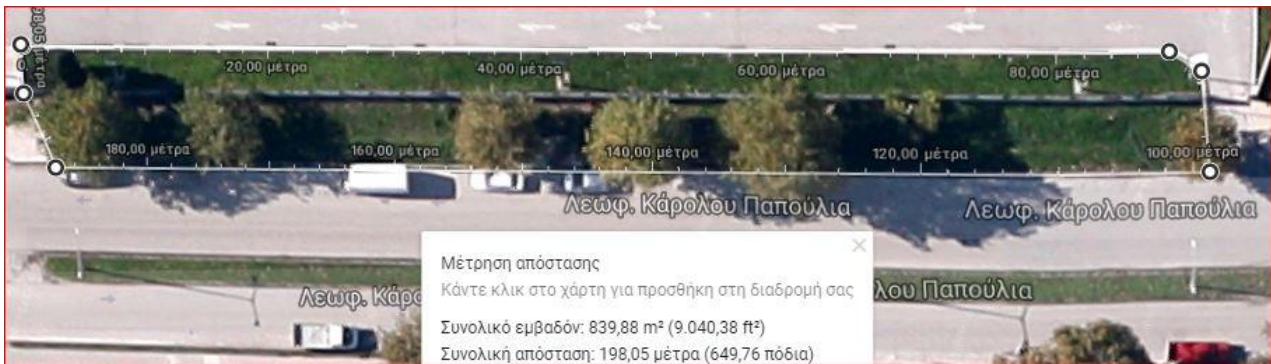 198,05 μέτρα
20,00 μέτρα
40,00 μέτρα
60,00 μέτρα
80,00 μέτρα
180,00 μέτρα
160,00 μέτρα
140,00 μέτρα
120,00 μέτρα
100,00 μέτρα
Λεωφ. Κάρολου Παπούλια
Λεωφ. Κάρολου Παπούλια
Μέτρηση απόστασης
Κάντε κλικ στο χάρτη για προσθήκη στη διαδρομή σας
Λεωφ. Κάρο
λου Παπούλια
Συνολικό εμβαδόν: 839,88 m² (9.040,38 ft²)
Συνολική απόσταση: 198,05 μέτρα (649,76 πόδια)